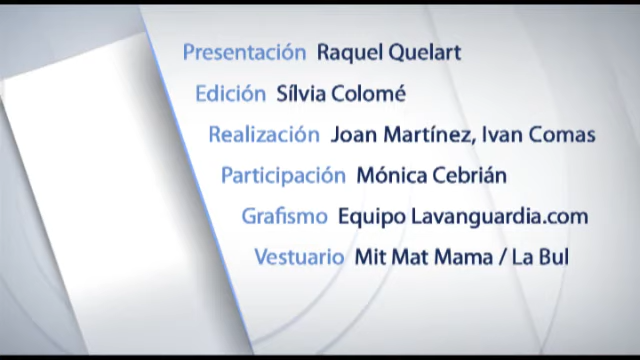 Presentación Raquel Quelart
Edición Sílvia Colomé
Realización Joan Martínez, Ivan Comas
Participación Mónica Cebrián
Grafismo Equipo Lavanguardia.com
Vestuario Mit Mat Mama / La Bul